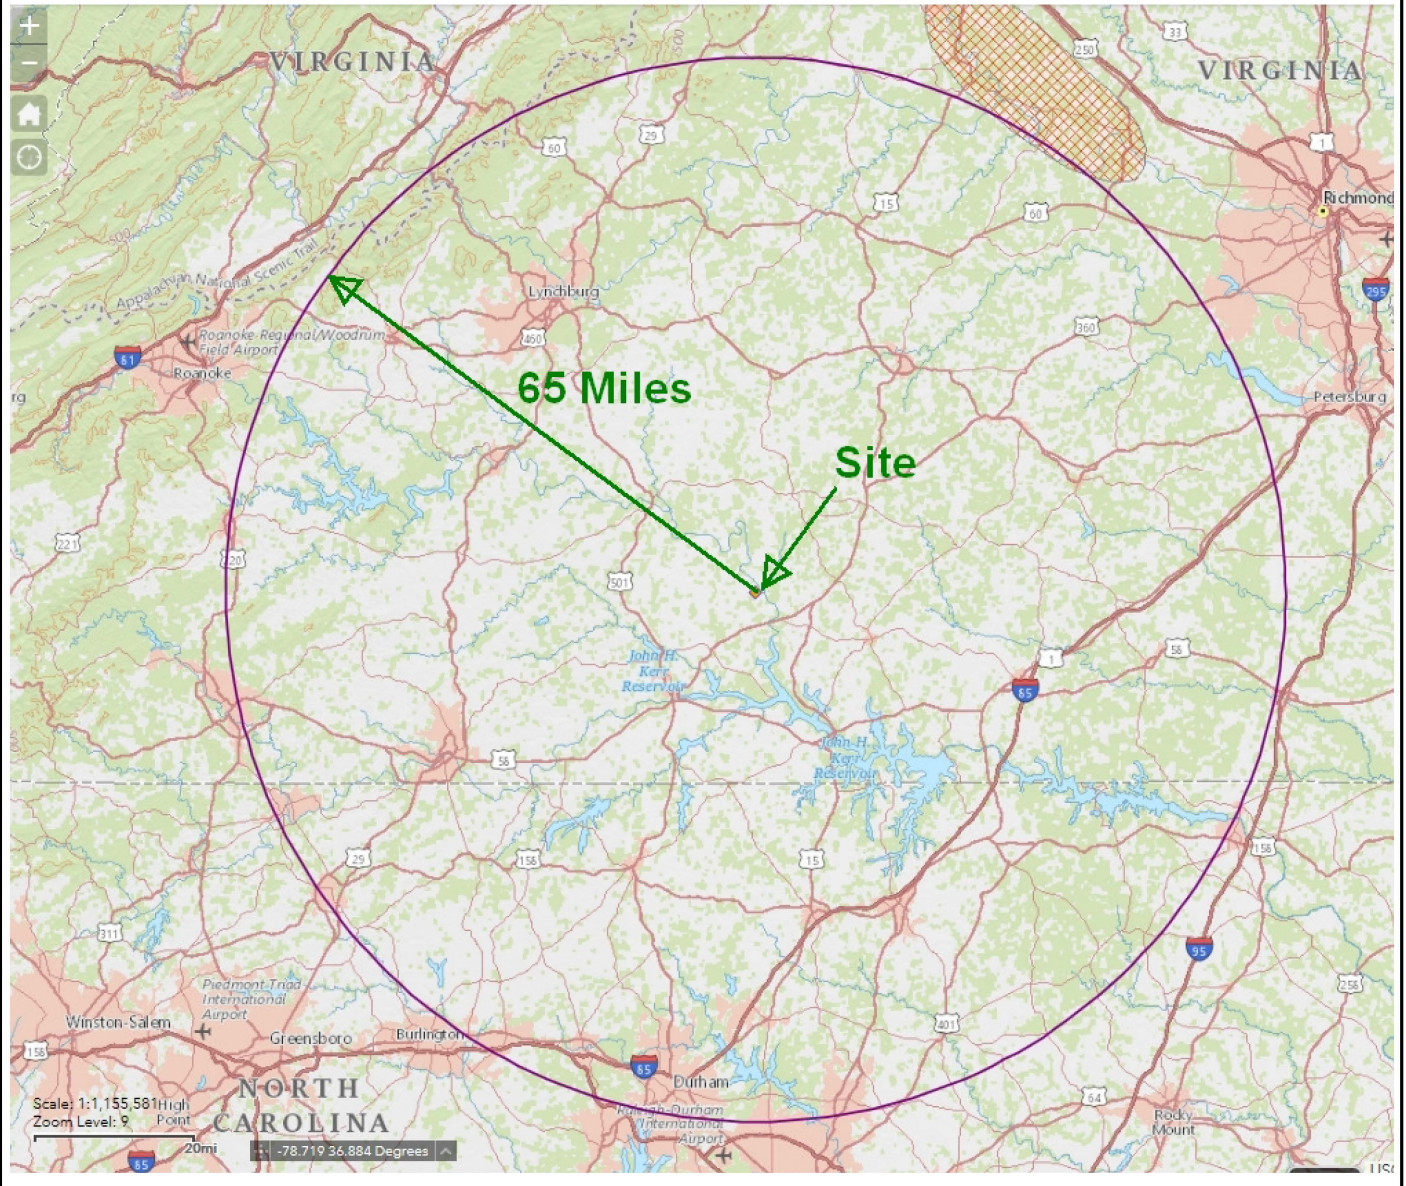 +
VIRGINIA
500
33
250
VIRGINIA
−
60
29
1
15
60
Richmond
500
Appalachian National Scenic Trail
Lynchburg
295
460
360
Roanoke-Regional/Woodrum
Field Airport
81
Roanoke
65 Miles
rg
Petersburg
Site
221
220
501
John H.
Kerr
Reservoir
1
58
85
58
John H.
Kerr
Reservoir
29
158
15
158
311
95
258
Piedmont-Triad
International
Airport
Winston-Salem
Greensboro
Burlington
401
158
85
Durham
NORTH
CAROLINA
64
Scale: 1:1,155,581
High
Point
Zoom Level: 9
Raleigh-Durham
International
Airport
Rocky
Mount
20mi
-78.719 36.884 Degrees
85